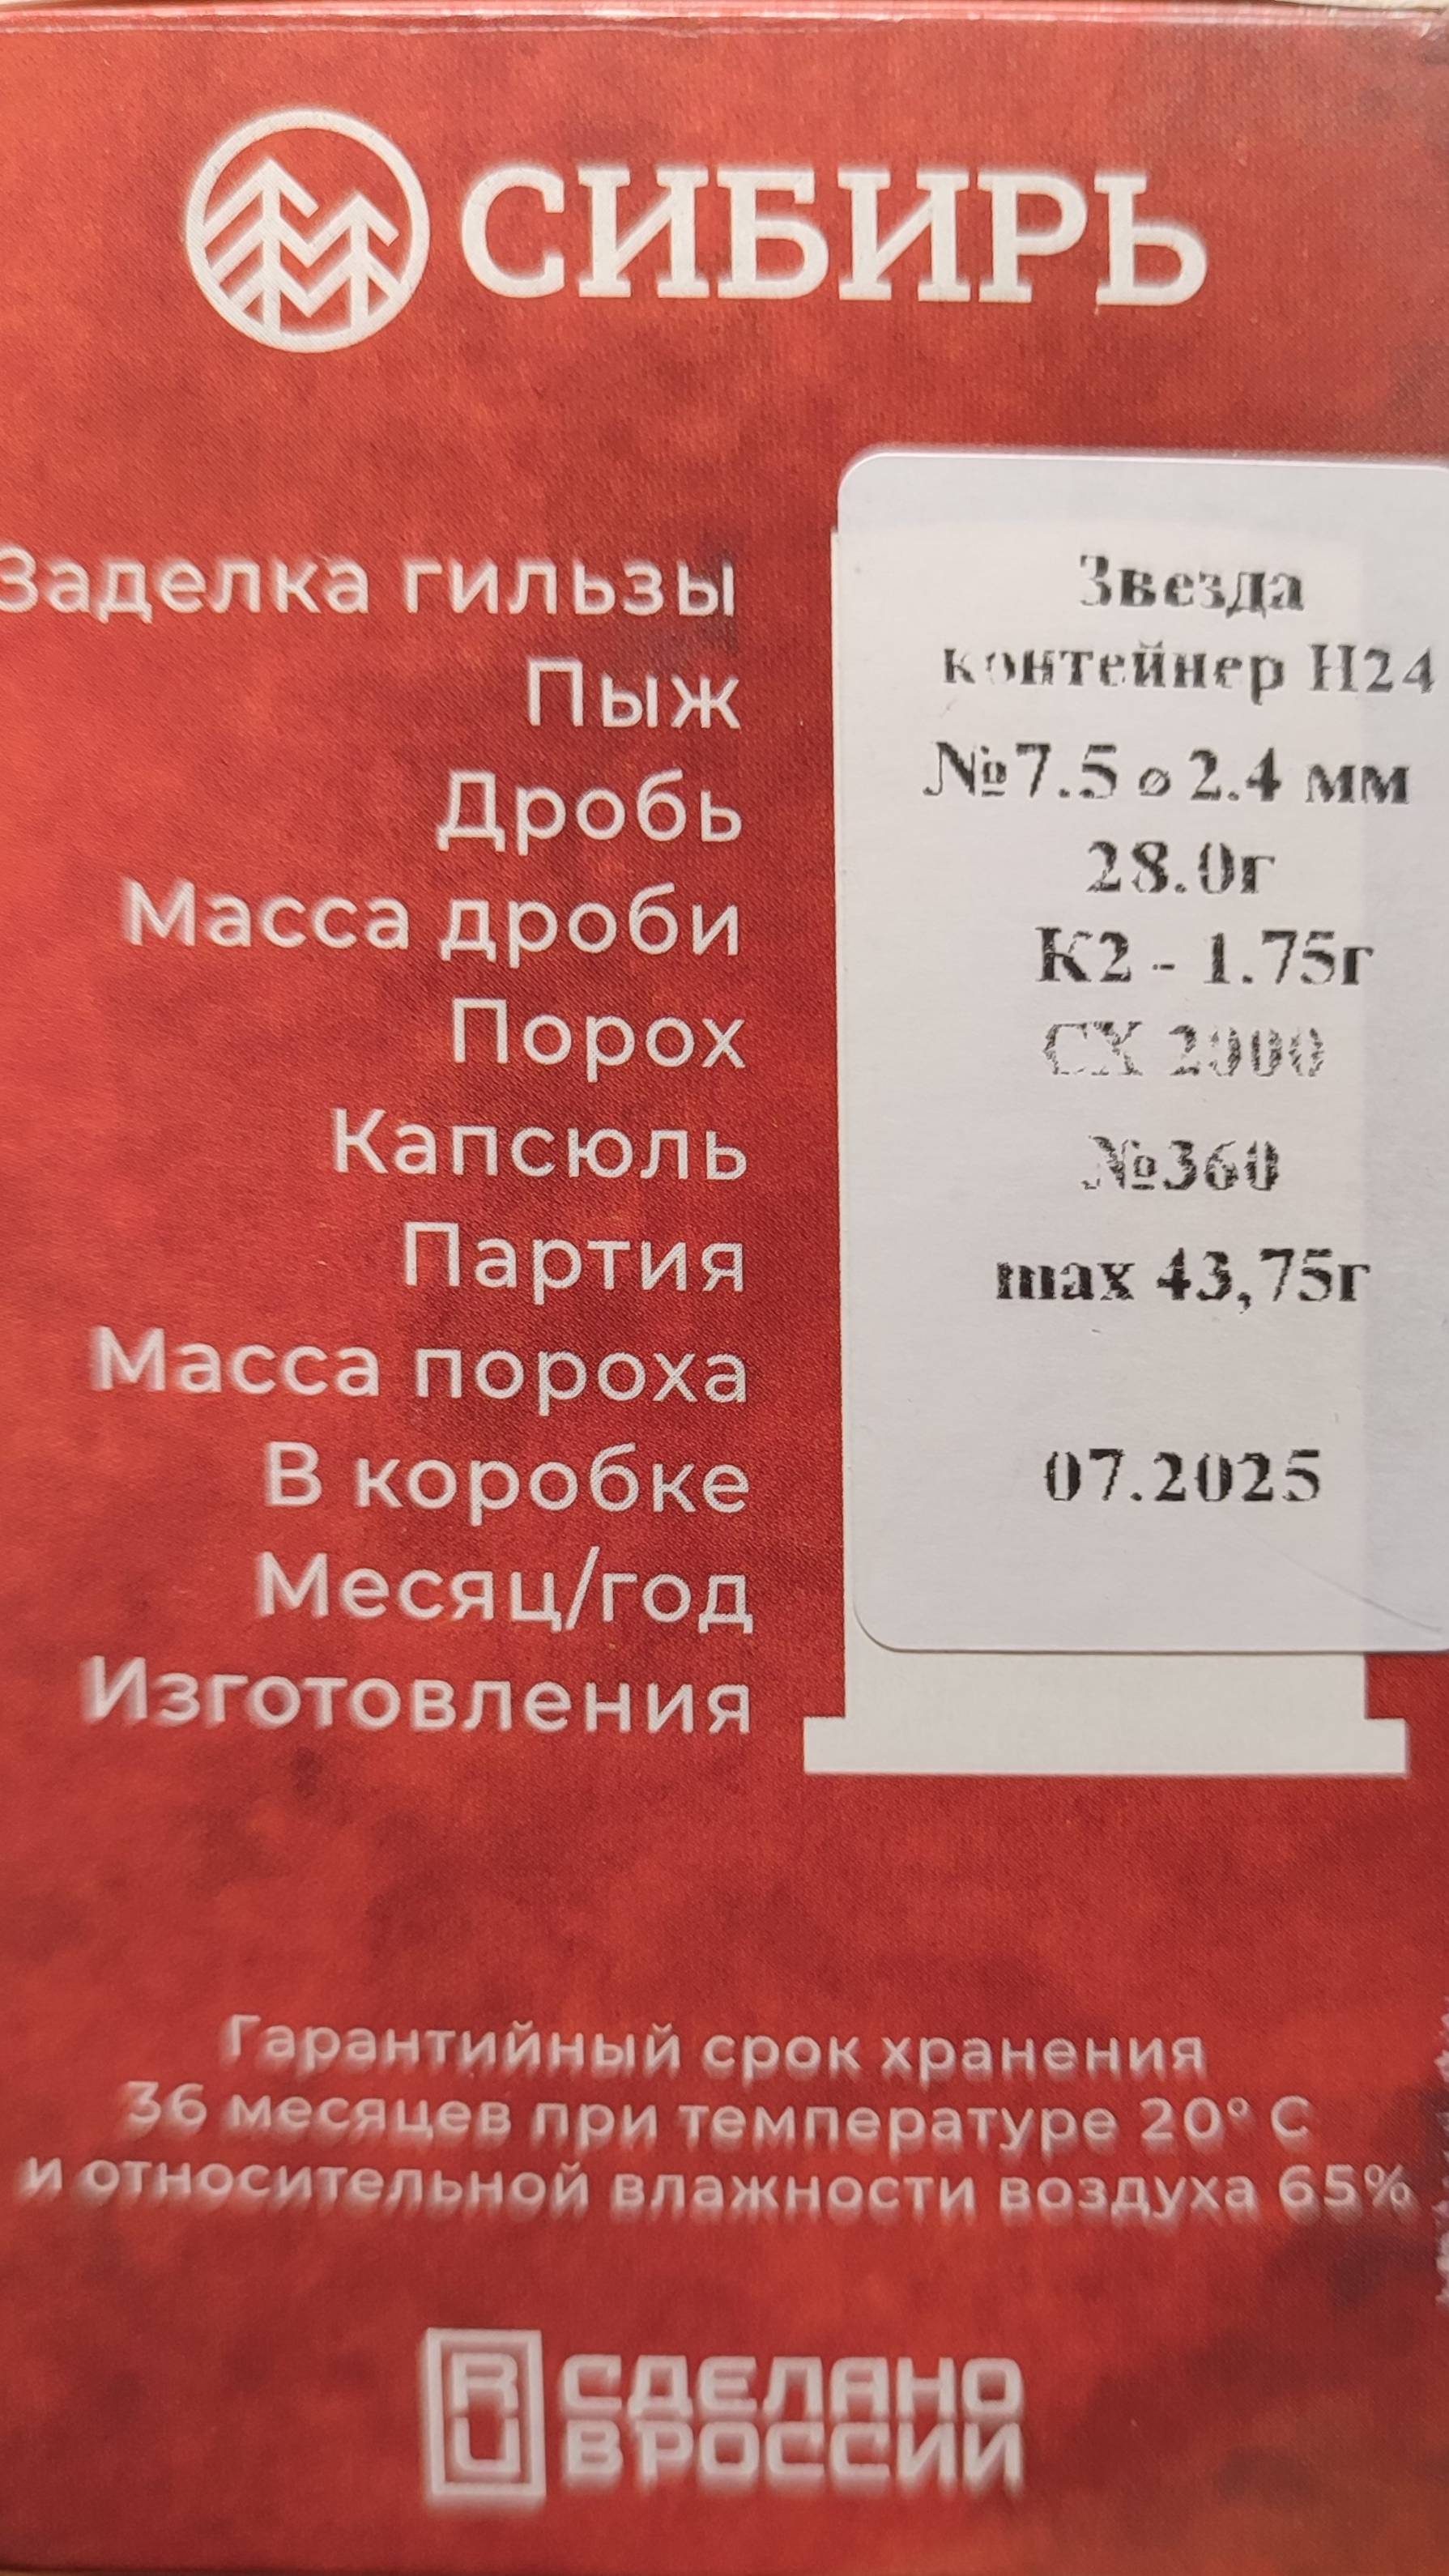 СИБИРЬ
Заделка гильзы
Звезда
Пыж
контейнер Н24
Дробь
№7.5 ⌀ 2.4 мм
Масса дроби
28.0г
Порох
К2 - 1.75г
Капсюль
СХ 2000
Партия
№360
Масса пороха
max 43,75г
В коробке
Месяц/год
07.2025
Изготовления
Гарантийный срок хранения
36 месяцев при температуре 20° С
и относительной влажности воздуха 65%
RU
СДЕЛАНО
В РОССИИ